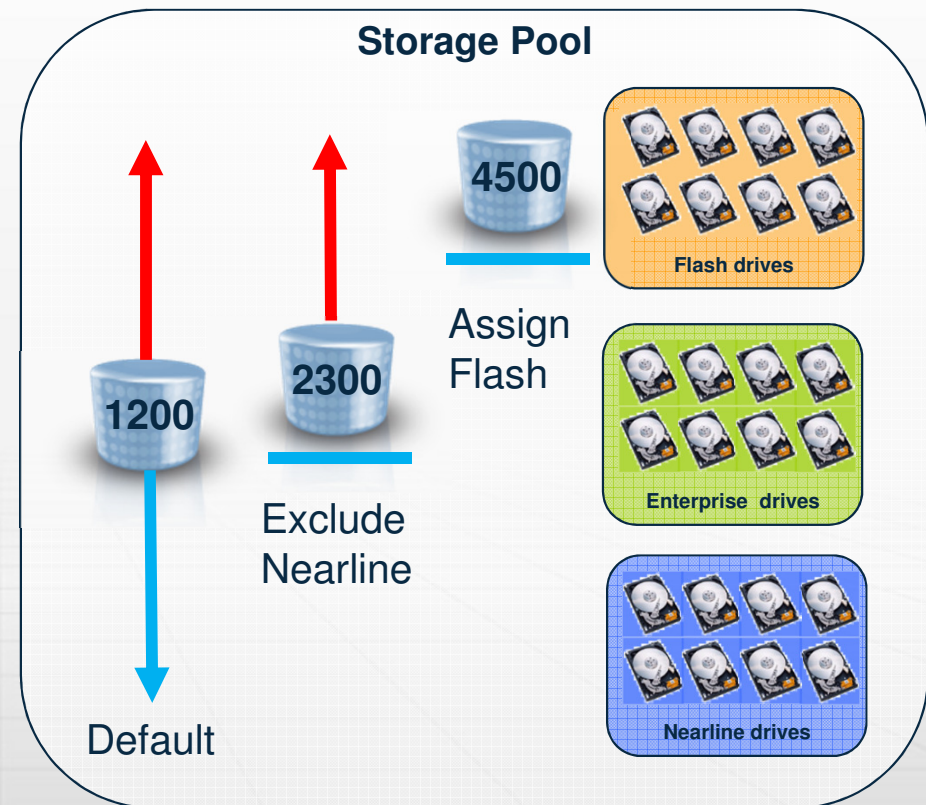 Storage Pool
4500
Flash drives
Assign
Flash
2300
1200
Enterprise drives
Exclude
Nearline
Default
Nearline drives